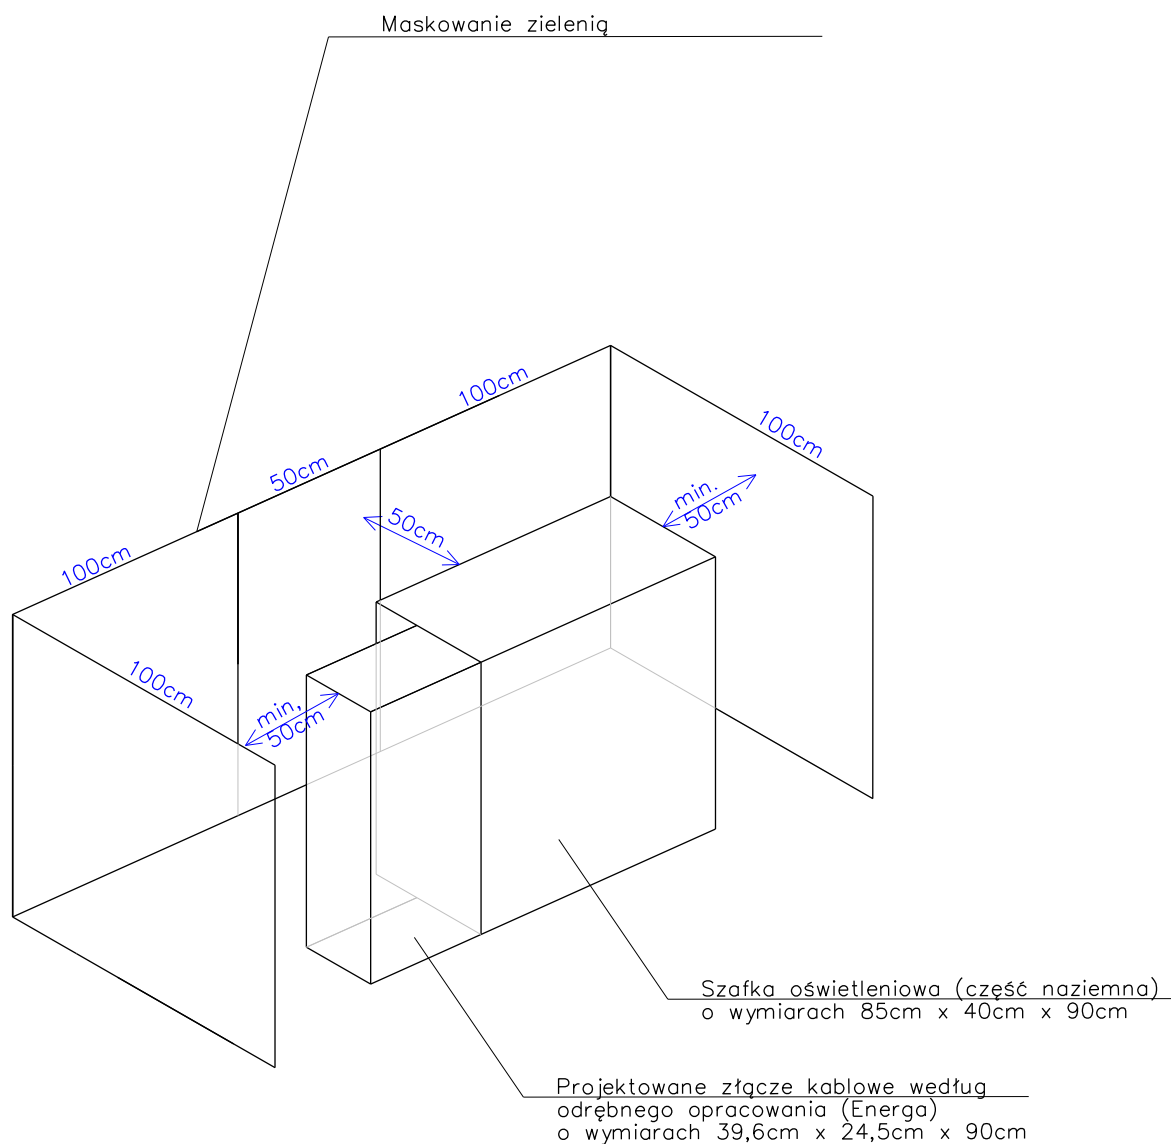 Maskowanie zielenią
100cm
100cm
50cm
min.
50cm
50cm
100cm
100cm
min,
50cm
Szafka oświetleniowa (część naziemna)
o wymiarach 85cm x 40cm x 90cm
Projektowane złącze kablowe według
odrębnego opracowania (Energa)
o wymiarach 39,6cm x 24,5cm x 90cm